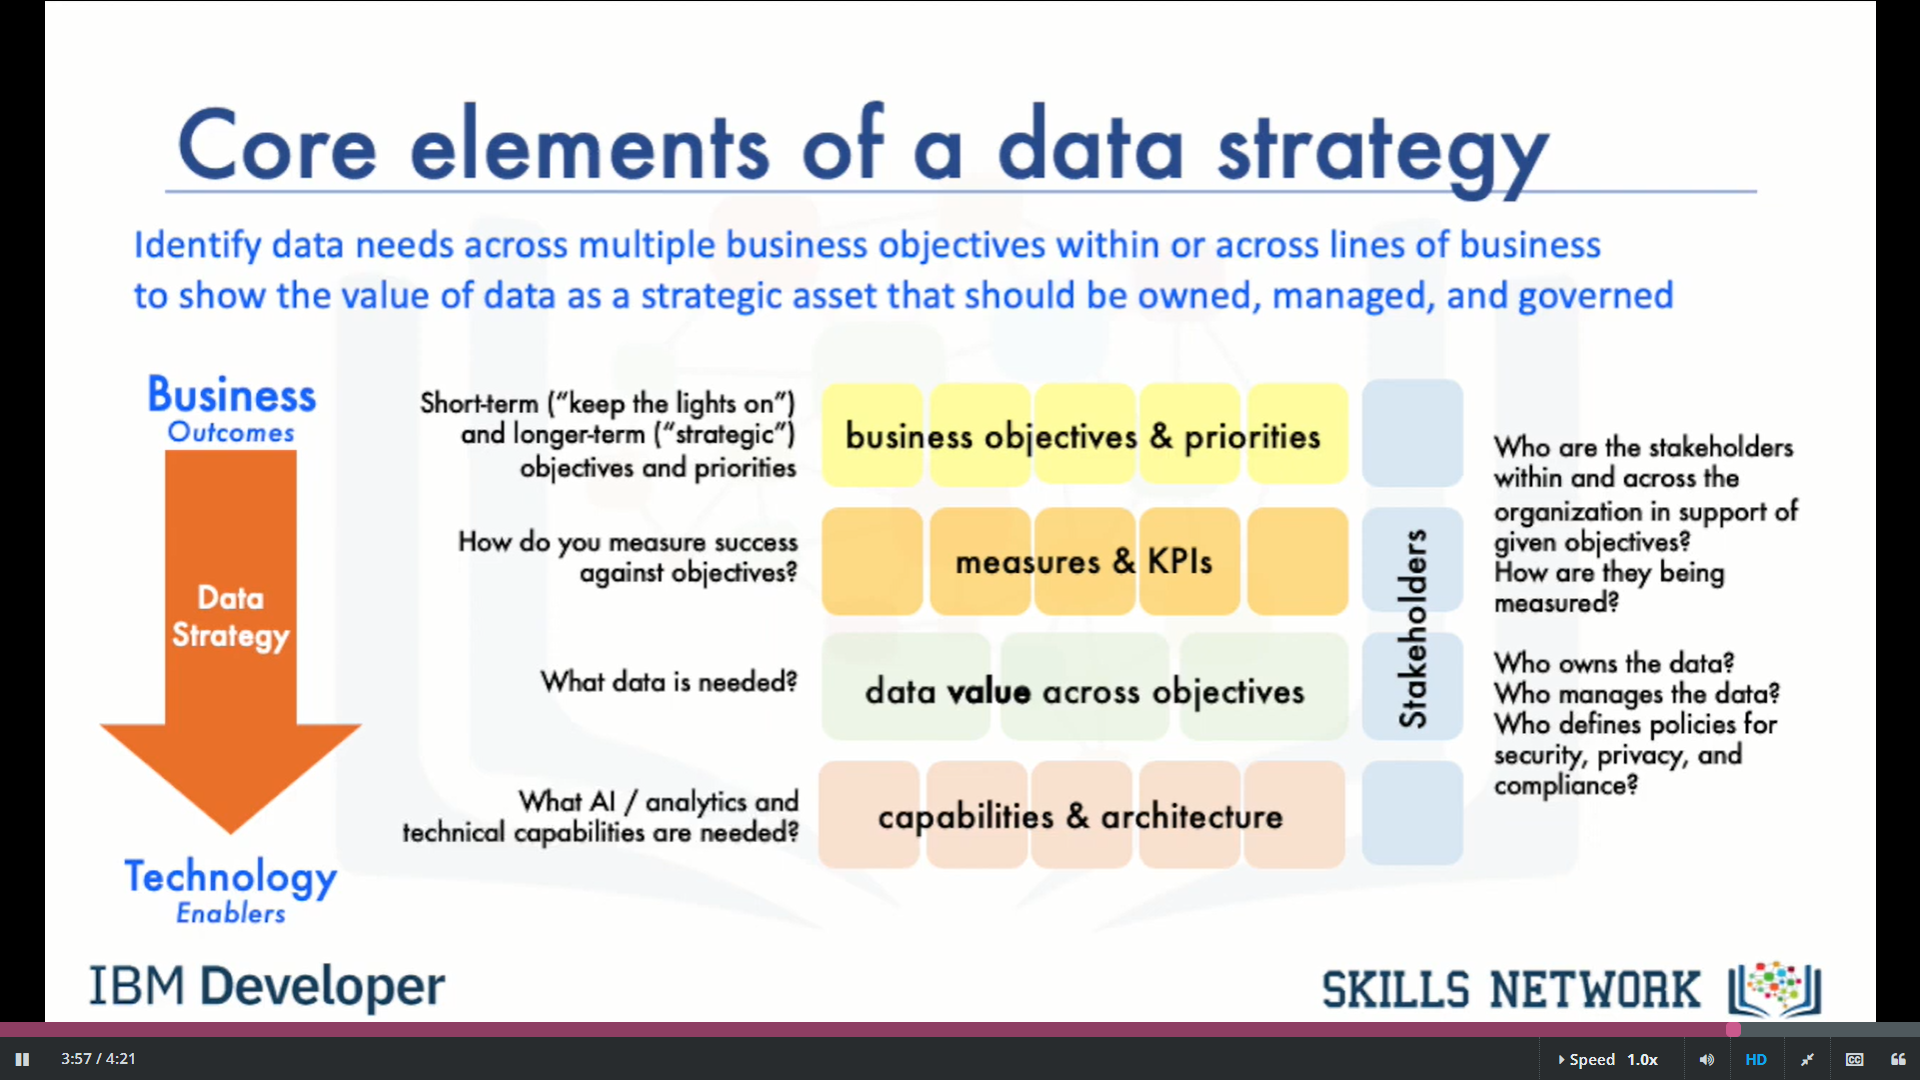 Core elements of a data strategy
Identify data needs across multiple business objectives within or across lines of business
to show the value of data as a strategic asset that should be owned, managed, and governed
Business
Outcomes
Data
Strategy
Technology
Enablers
Short-term (“keep the lights on”)
and longer-term (“strategic”)
objectives and priorities
business objectives & priorities
How do you measure success
against objectives?
measures & KPIs
What data is needed?
data value across objectives
What AI / analytics and
technical capabilities are needed?
capabilities & architecture
Stakeholders
Who are the stakeholders
within and across the
organization in support of
given objectives?
How are they being
measured?
Who owns the data?
Who manages the data?
Who defines policies for
security, privacy, and
compliance?
IBM Developer
SKILLS NETWORK
3:57 / 4:21
Speed 1.0x
HD
CC